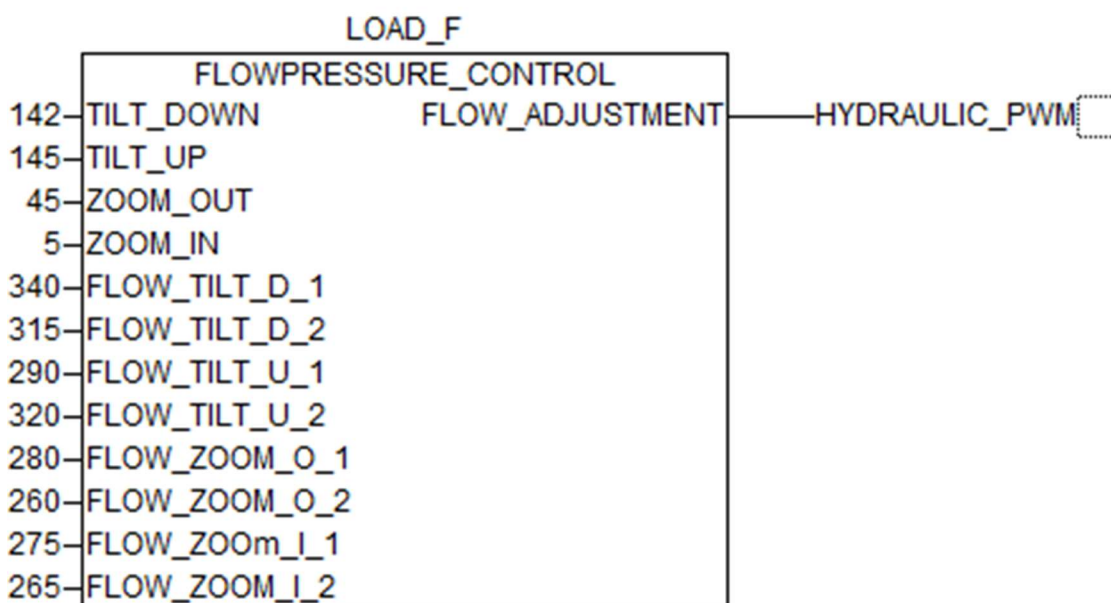 LOAD_F
FLOWPRESSURE_CONTROL
142 TILT_DOWN FLOW_ADJUSTMENT HYDRAULIC_PWM
145 TILT_UP
45 ZOOM_OUT
5 ZOOM_IN
340 FLOW_TILT_D_1
315 FLOW_TILT_D_2
290 FLOW_TILT_U_1
320 FLOW_TILT_U_2
280 FLOW_ZOOM_O_1
260 FLOW_ZOOM_O_2
275 FLOW_ZOOm_I_1
265 FLOW_ZOOM_I_2